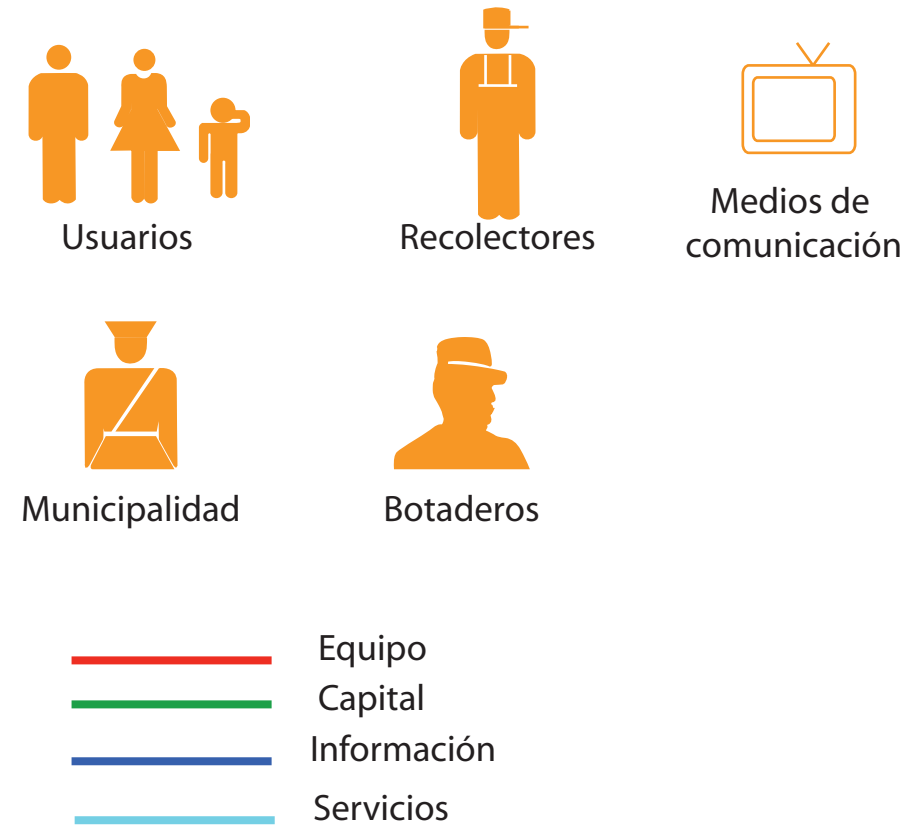 Usuarios
Recolectores
Medios de
comunicación
Municipalidad
Botaderos
Equipo
Capital
Información
Servicios